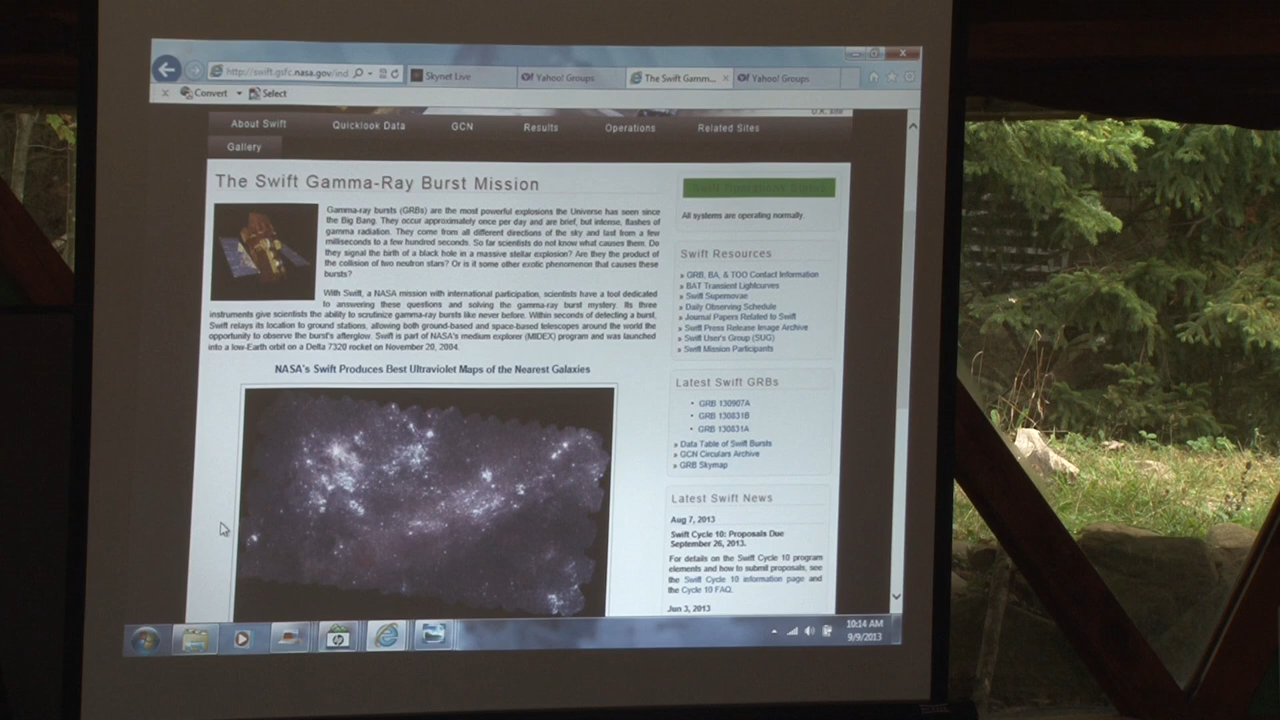 http://swift.gsfc.nasa.gov/ind
Skynet Live
Yahoo! Groups
The Swift Gamm...
Yahoo! Groups
Convert
Select
About Swift
Quicklook Data
GCN
Results
Operations
Related Sites
Gallery
The Swift Gamma-Ray Burst Mission
Gamma-ray bursts (GRBs) are the most powerful explosions the Universe has seen since
the Big Bang. They occur approximately once per day and are brief, but intense, flashes of
gamma radiation. They come from all different directions of the sky and last from a few
milliseconds to a few hundred seconds. So far scientists do not know what causes them. Do
they signal the birth of a black hole in a massive stellar explosion? Are they the product of
the collision of two neutron stars? Or is it some other exotic phenomenon that causes these
bursts?
With Swift, a NASA mission with international participation, scientists have a tool dedicated
to answering these questions and solving the gamma-ray burst mystery. Its three
instruments give scientists the ability to scrutinize gamma-ray bursts like never before. Within seconds of detecting a burst,
Swift relays its location to ground stations, allowing both ground-based and space-based telescopes around the world the
opportunity to observe the burst's afterglow. Swift is part of NASA's medium explorer (MIDEX) program and was launched
into a low-Earth orbit on a Delta 7320 rocket on November 20, 2004.
NASA's Swift Produces Best Ultraviolet Maps of the Nearest Galaxies
Swift Operations Status
All systems are operating normally.
Swift Resources
» GRB, BA, & TOO Contact Information
» BAT Transient Lightcurves
» Swift Supernovae
» Daily Observing Schedule
» Journal Papers Related to Swift
» Swift Press Release Image Archive
» Swift User's Group (SUG)
» Swift Mission Participants
Latest Swift GRBs
• GRB 130907A
• GRB 130831B
• GRB 130831A
» Data Table of Swift Bursts
» GCN Circulars Archive
» GRB Skymap
Latest Swift News
Aug 7, 2013
Swift Cycle 10: Proposals Due
September 26, 2013.
For details on the Swift Cycle 10 program
elements and how to submit proposals, see
the Swift Cycle 10 information page and
the Cycle 10 FAQ.
Jun 3, 2013
hp
10:14 AM
9/9/2013